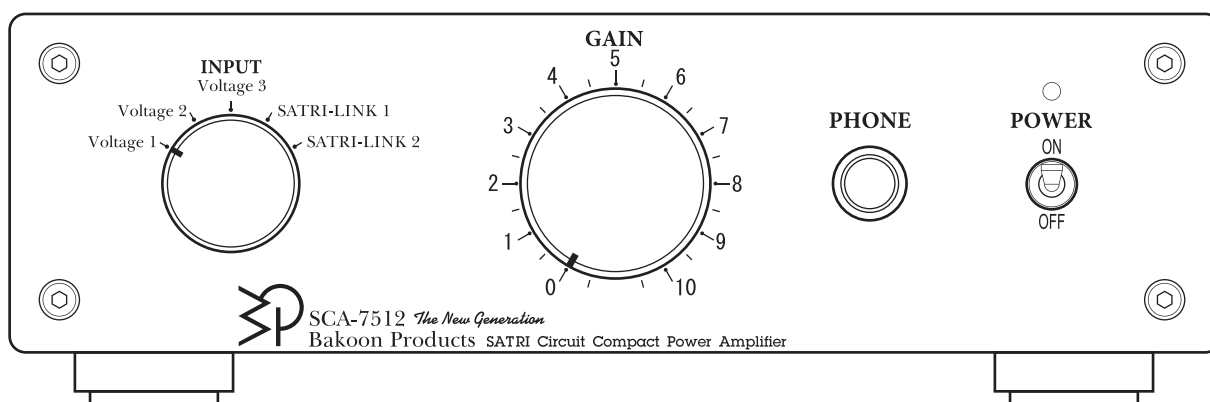 INPUT
Voltage 3
Voltage 2
SATRI-LINK 1
Voltage 1
SATRI-LINK 2
GAIN
0
1
2
3
4
5
6
7
8
9
10
PHONE
POWER
ON
OFF
SCA-7512 The New Generation
Bakoon Products SATRI Circuit Compact Power Amplifier